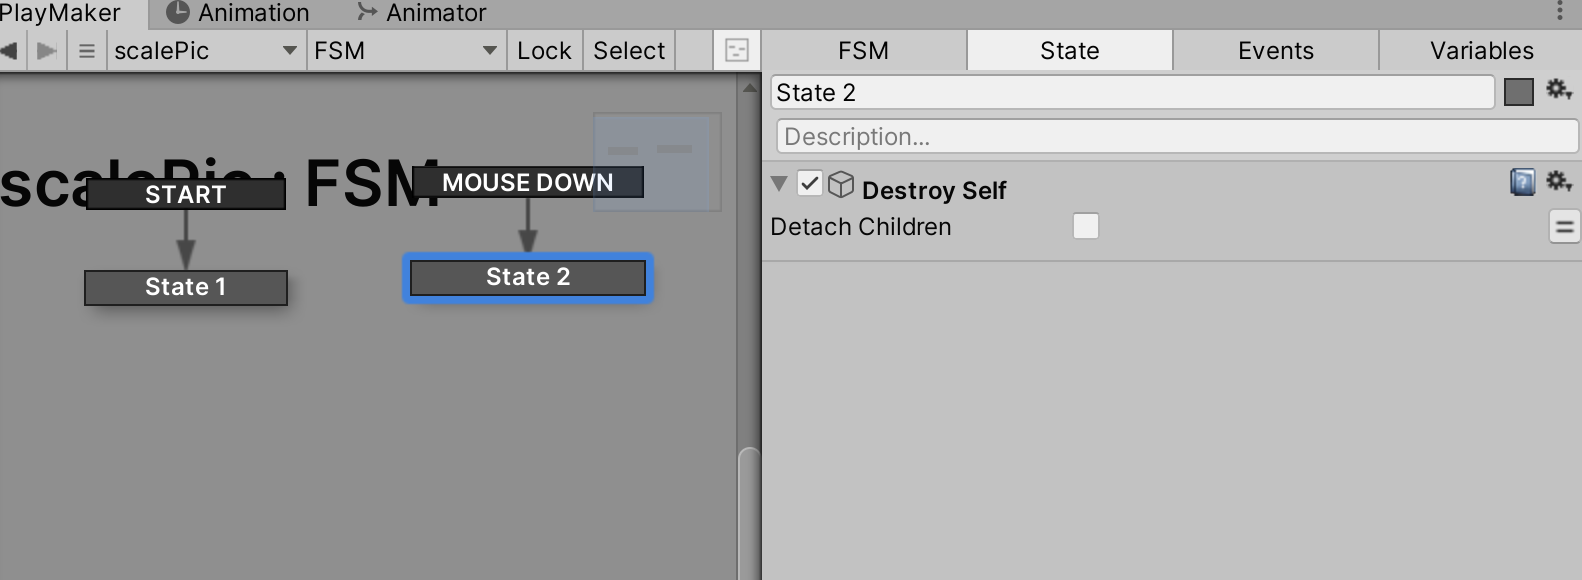 PlayMaker Animation Animator
scalePic FSM Lock Select
FSM State Events Variables
scalePic : FSM
START
MOUSE DOWN
State 1
State 2
State 2
Description...
Destroy Self
Detach Children